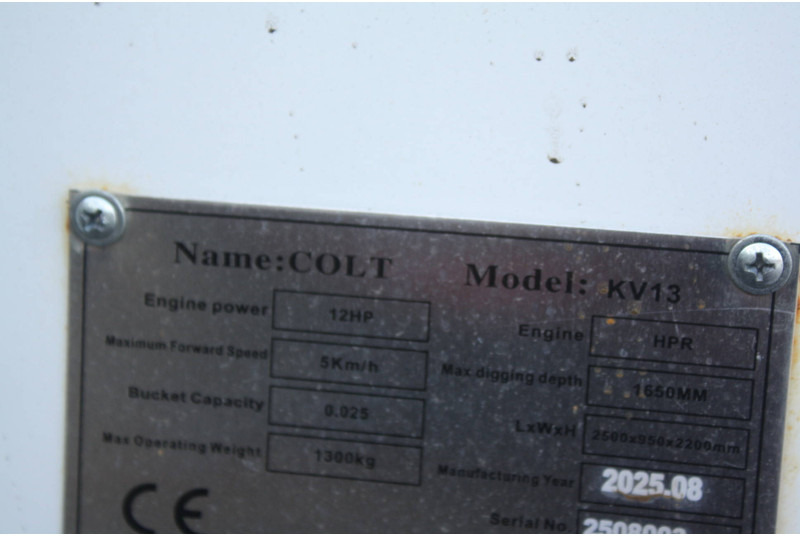 Name:COLT Model: KV13
Engine power 12HP Engine HPR
Maximum Forward Speed 5Km/h Max digging depth 1650MM
Bucket Capacity 0.025 LxWxH 2500x950x2200mm
Max Operating Weight 1300kg Manufacturing Year 2025.08
CE Serial No.